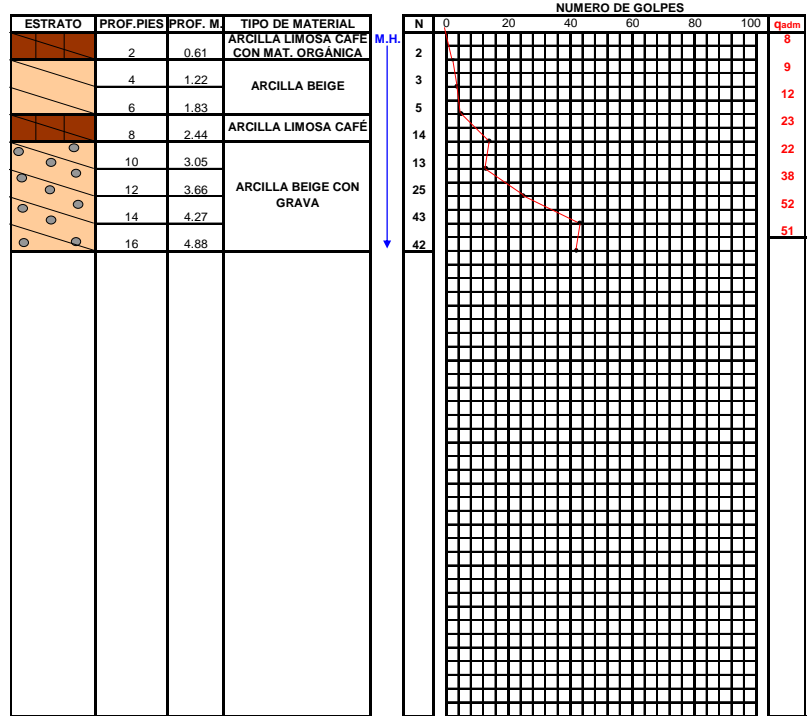 NUMERO DE GOLPES
ESTRATO PROF.PIES PROF. M. TIPO DE MATERIAL N 0 20 40 60 80 100 qadm
ARCILLA LIMOSA CAFÉ M.H. 8
2 0.61 CON MAT. ORGÁNICA 2
9
4 1.22 3
ARCILLA BEIGE 12
6 1.83 5
23
8 2.44 ARCILLA LIMOSA CAFÉ 14
22
10 3.05 13
38
12 3.66 ARCILLA BEIGE CON 25
GRAVA 52
14 4.27 43
51
16 4.88 42